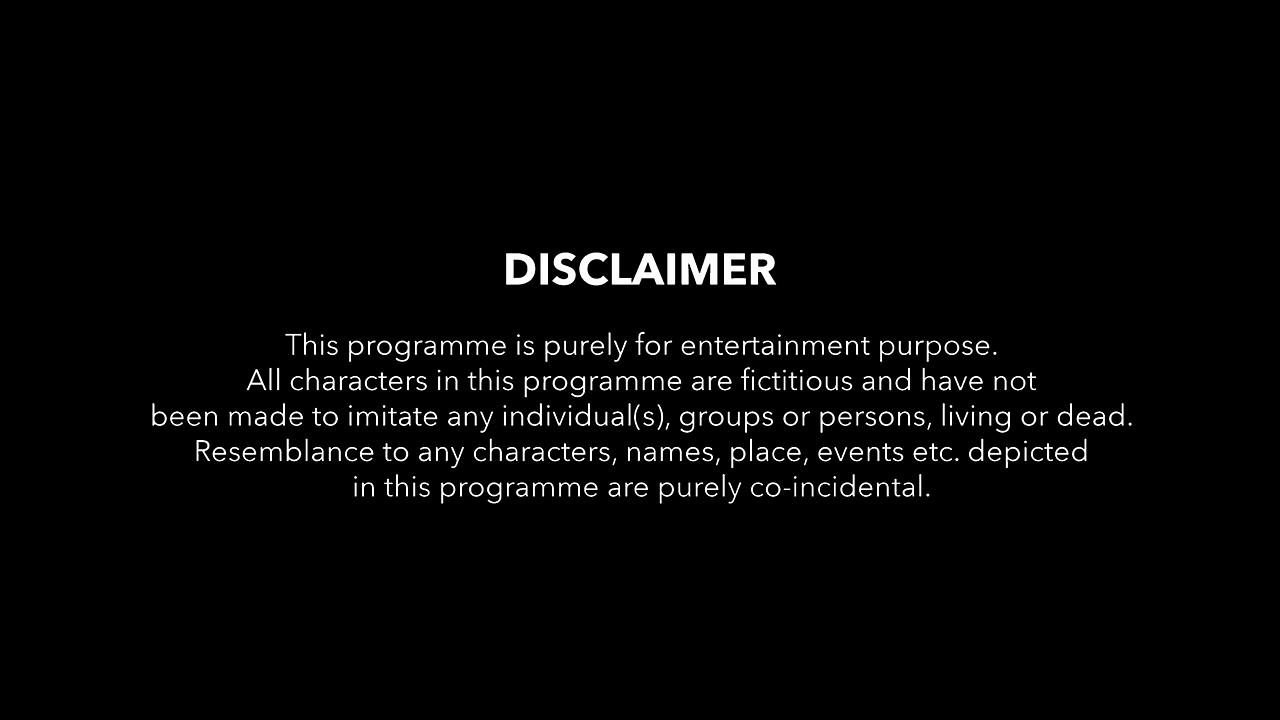 DISCLAIMER
This programme is purely for entertainment purpose.
All characters in this programme are fictitious and have not
been made to imitate any individual(s), groups or persons, living or dead.
Resemblance to any characters, names, place, events etc. depicted
in this programme are purely co-incidental.